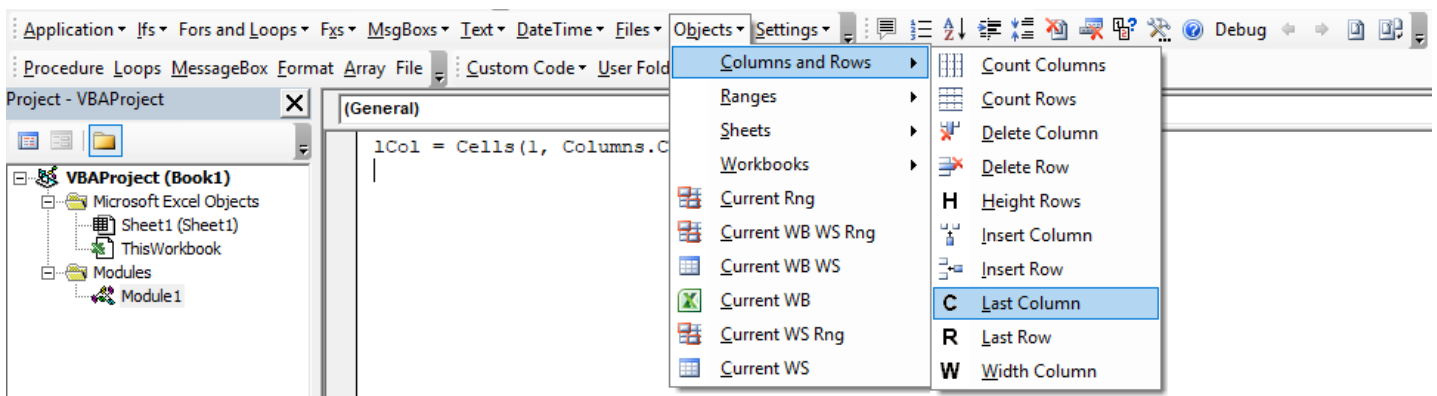 Application Ifs Fors and Loops Fxs MsgBoxs Text DateTime Files Objects Settings Debug
Procedure Loops MessageBox Format Array File Custom Code User Fold
Project - VBAProject
VBAProject (Book1)
Microsoft Excel Objects
Sheet1 (Sheet1)
ThisWorkbook
Modules
Module1
(General)
lCol = Cells(1, Columns.C
Columns and Rows
Ranges
Sheets
Workbooks
Current Rng
Current WB WS Rng
Current WB WS
Current WB
Current WS Rng
Current WS
Count Columns
Count Rows
Delete Column
Delete Row
H Height Rows
Insert Column
Insert Row
C Last Column
R Last Row
W Width Column